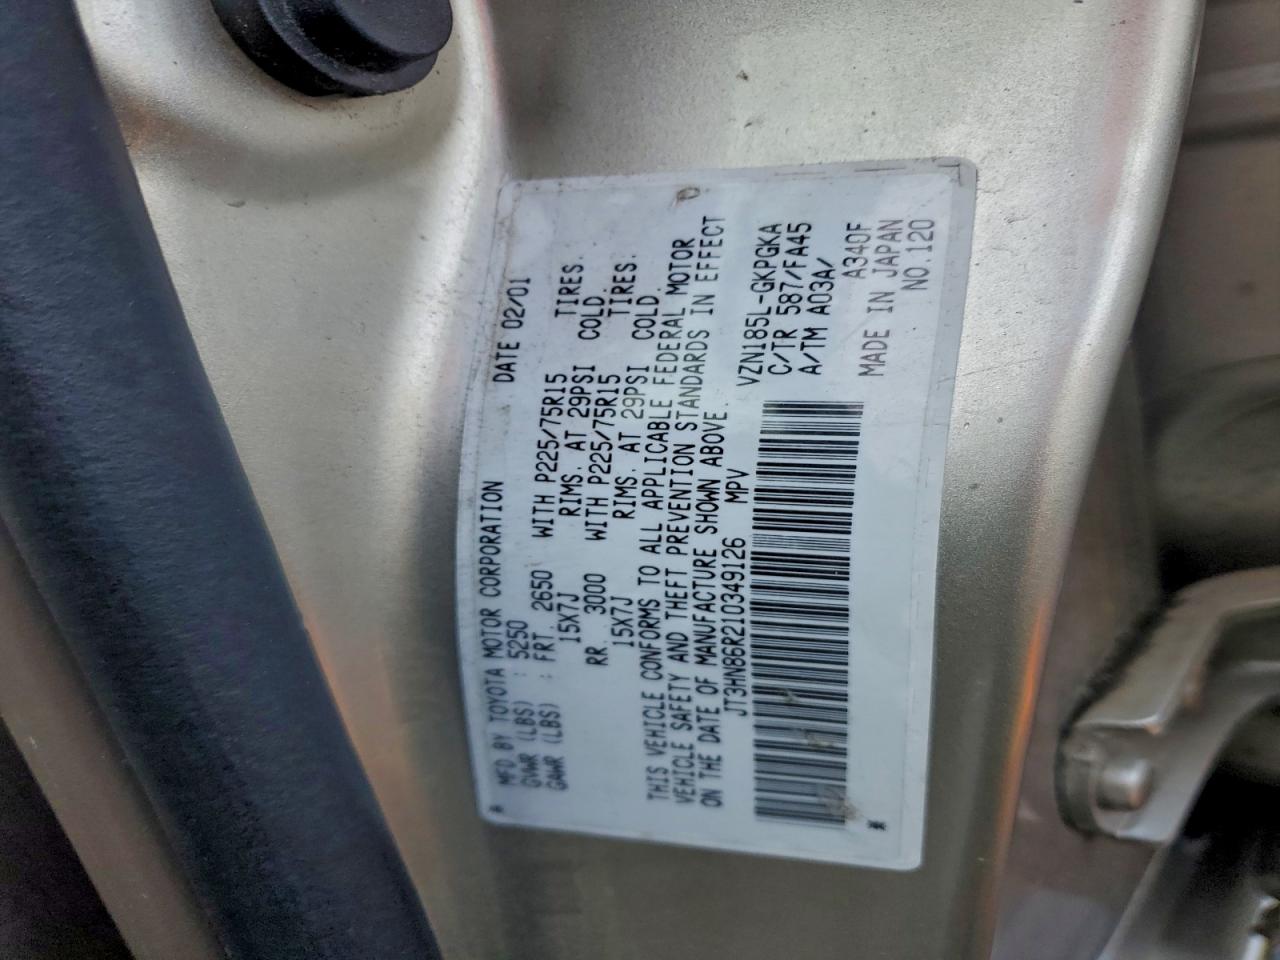 MFD BY TOYOTA MOTOR CORPORATION DATE 02/01
GVWR (LBS) : 5250
GAWR (LBS) : FRT. 2650 WITH P225/75R15 TIRES.
15X7J RIMS. AT 29PSI COLD.
RR. 3000 WITH P225/75R15 TIRES.
15X7J RIMS. AT 29PSI COLD.
THIS VEHICLE CONFORMS TO ALL APPLICABLE FEDERAL MOTOR
VEHICLE SAFETY AND THEFT PREVENTION STANDARDS IN EFFECT
ON THE DATE OF MANUFACTURE SHOWN ABOVE.
JT3HN86R210349126 MPV
VZN185L-GKPGKA
C/TR 587/FA45
A/TM A03A/
A340F
MADE IN JAPAN
NO.120